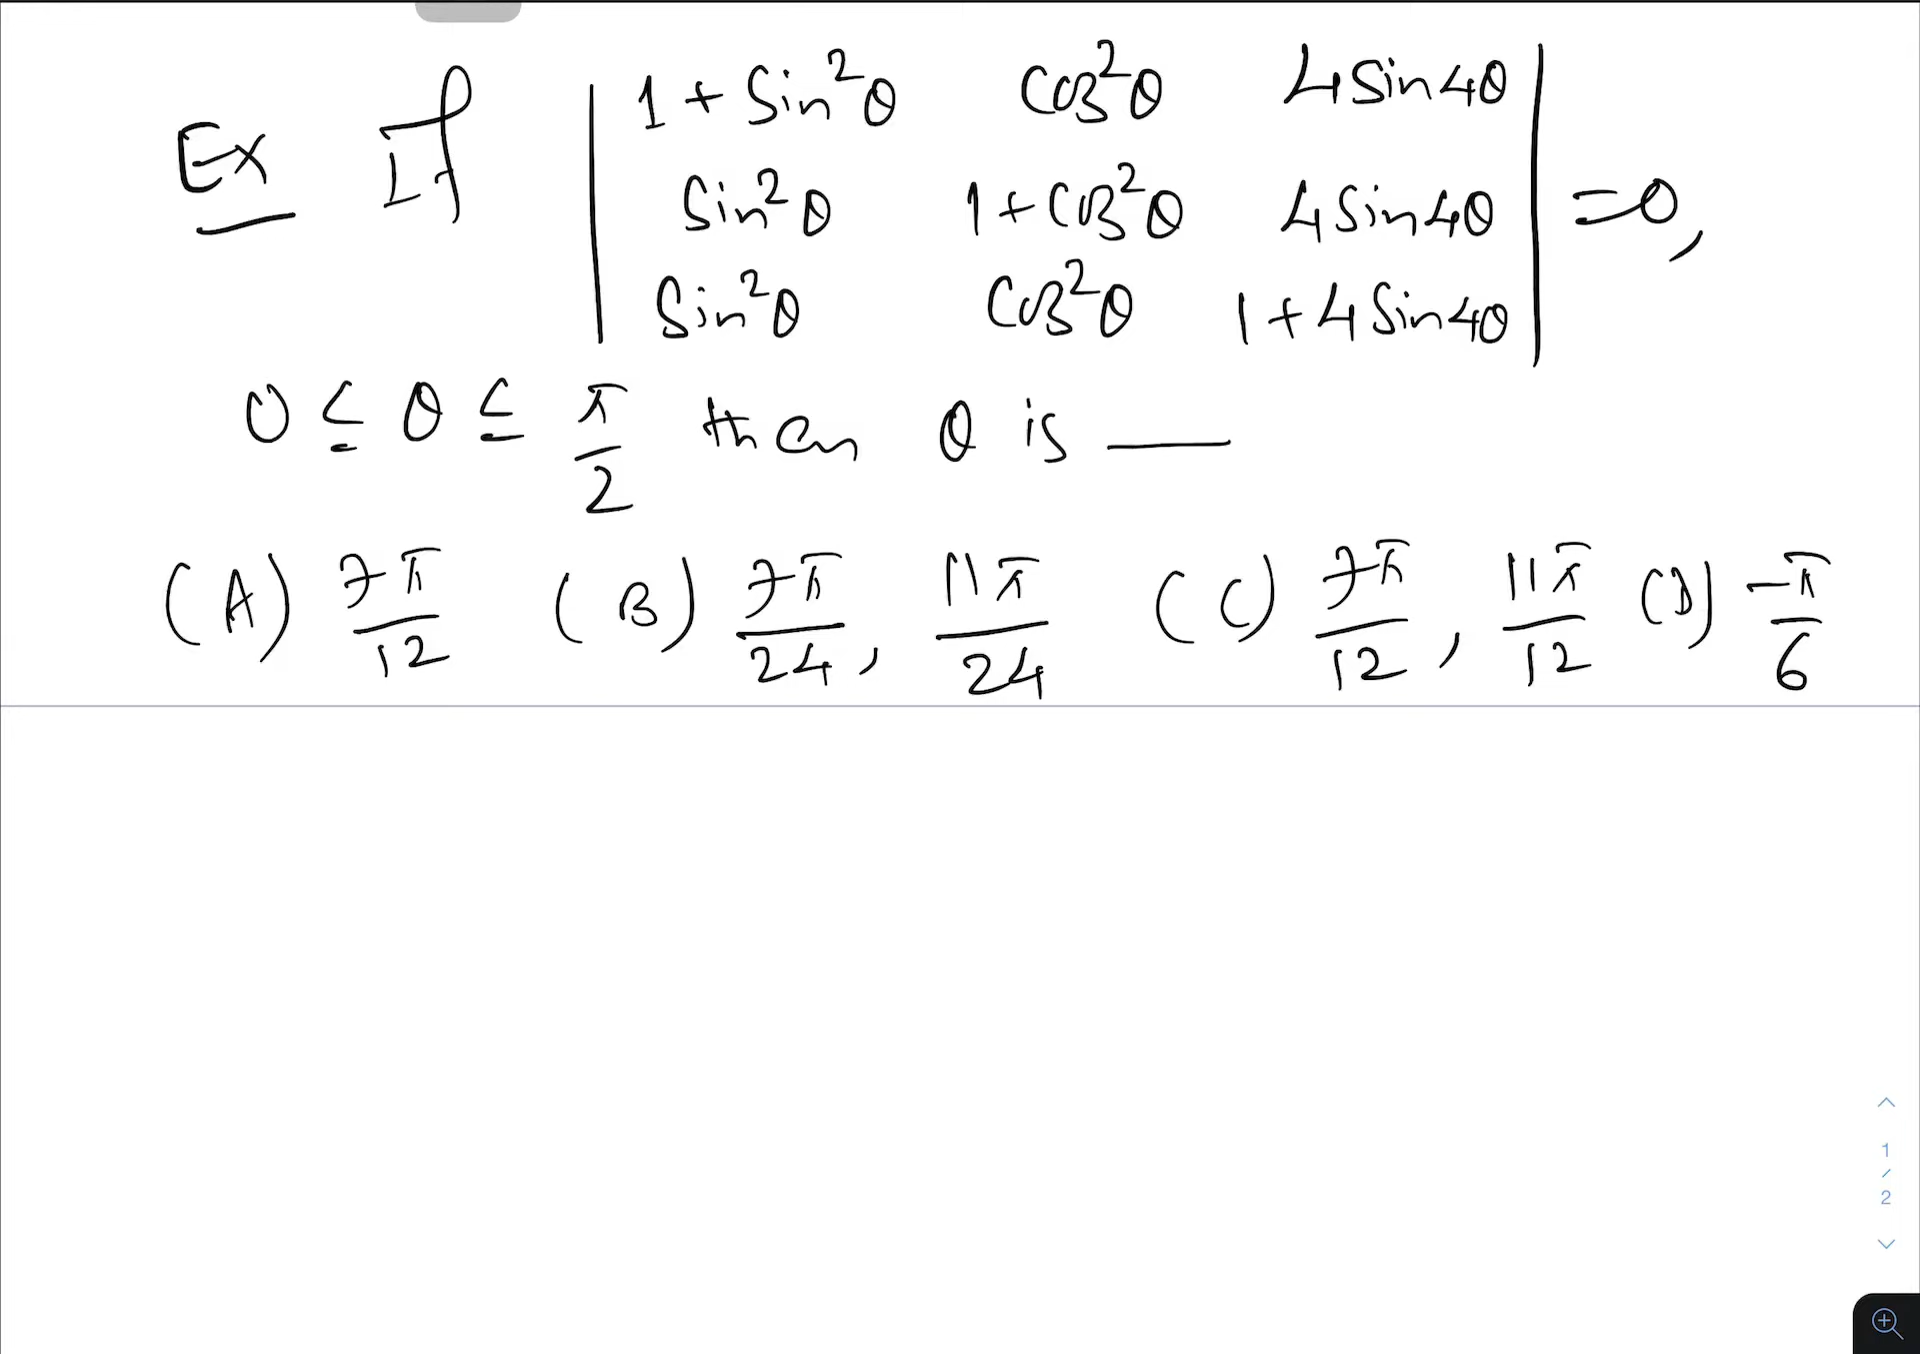 Ex If | 1 + Sin²θ Cos²θ 4Sin4θ |
| Sin²θ 1+Cos²θ 4Sin4θ | =0,
| Sin²θ Cos²θ 1+4Sin4θ |
0 ≤ θ ≤ π/2 then θ is —
(A) 7π/12 (B) 7π/24, 11π/24 (C) 7π/12, 11π/12 (D) -π/6
1
/
2